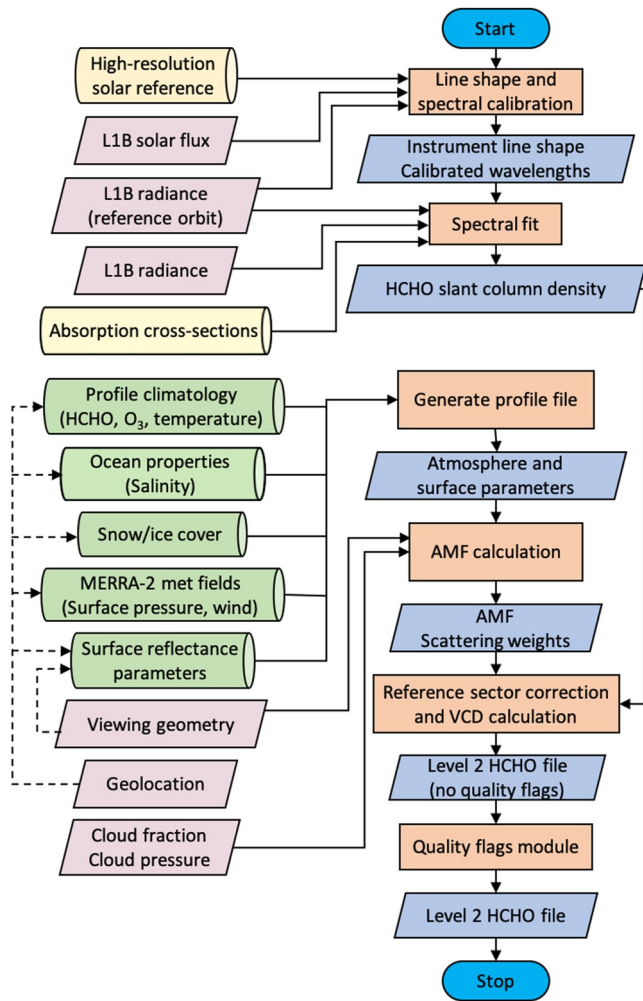 Start
High-resolution
solar reference
Line shape and
spectral calibration
L1B solar flux
Instrument line shape
Calibrated wavelengths
L1B radiance
(reference orbit)
Spectral fit
L1B radiance
HCHO slant column density
Absorption cross-sections
Profile climatology
(HCHO, O₃, temperature)
Generate profile file
Ocean properties
(Salinity)
Atmosphere and
surface parameters
Snow/ice cover
AMF calculation
MERRA-2 met fields
(Surface pressure, wind)
AMF
Scattering weights
Surface reflectance
parameters
Reference sector correction
and VCD calculation
Viewing geometry
Level 2 HCHO file
(no quality flags)
Geolocation
Cloud fraction
Cloud pressure
Quality flags module
Level 2 HCHO file
Stop